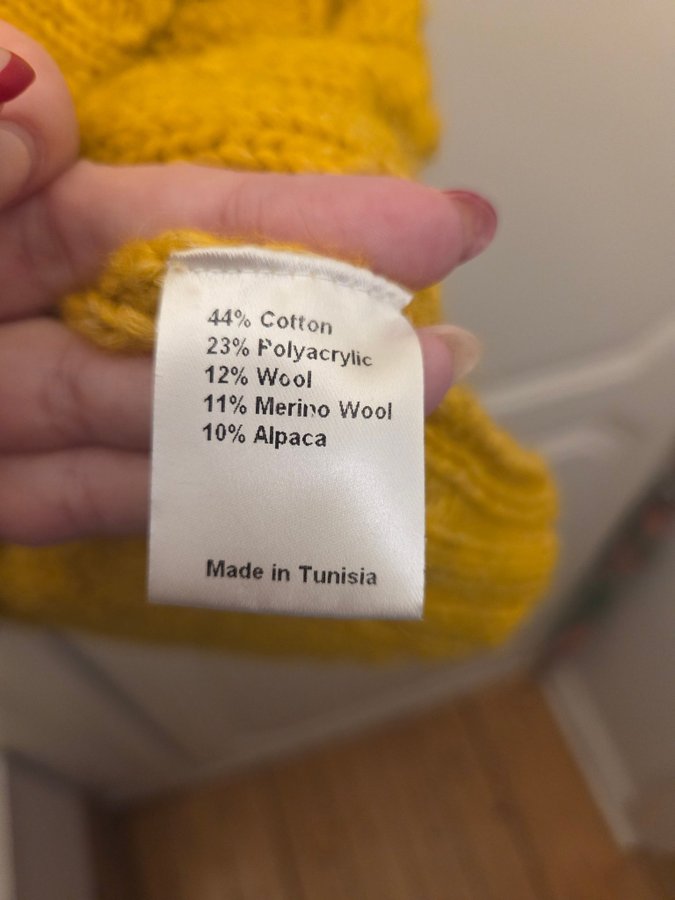 44% Cotton
23% Polyacrylic
12% Wool
11% Merino Wool
10% Alpaca
Made in Tunisia